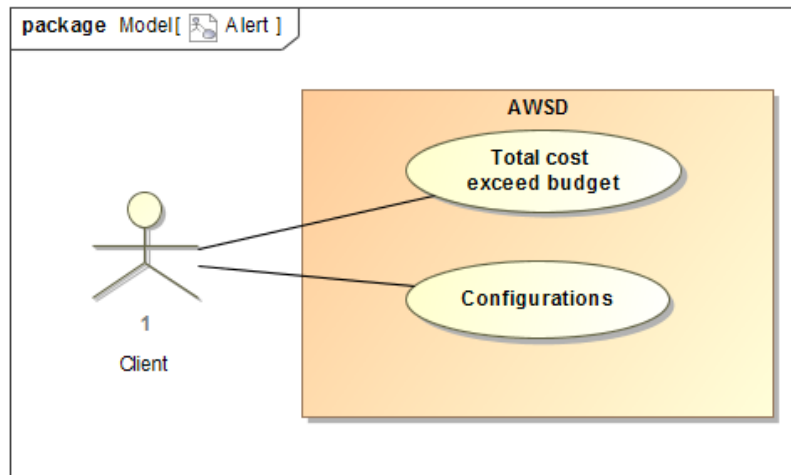 package Model[ Alert ]
AWSD
Total cost
exceed budget
Configurations
1
Client